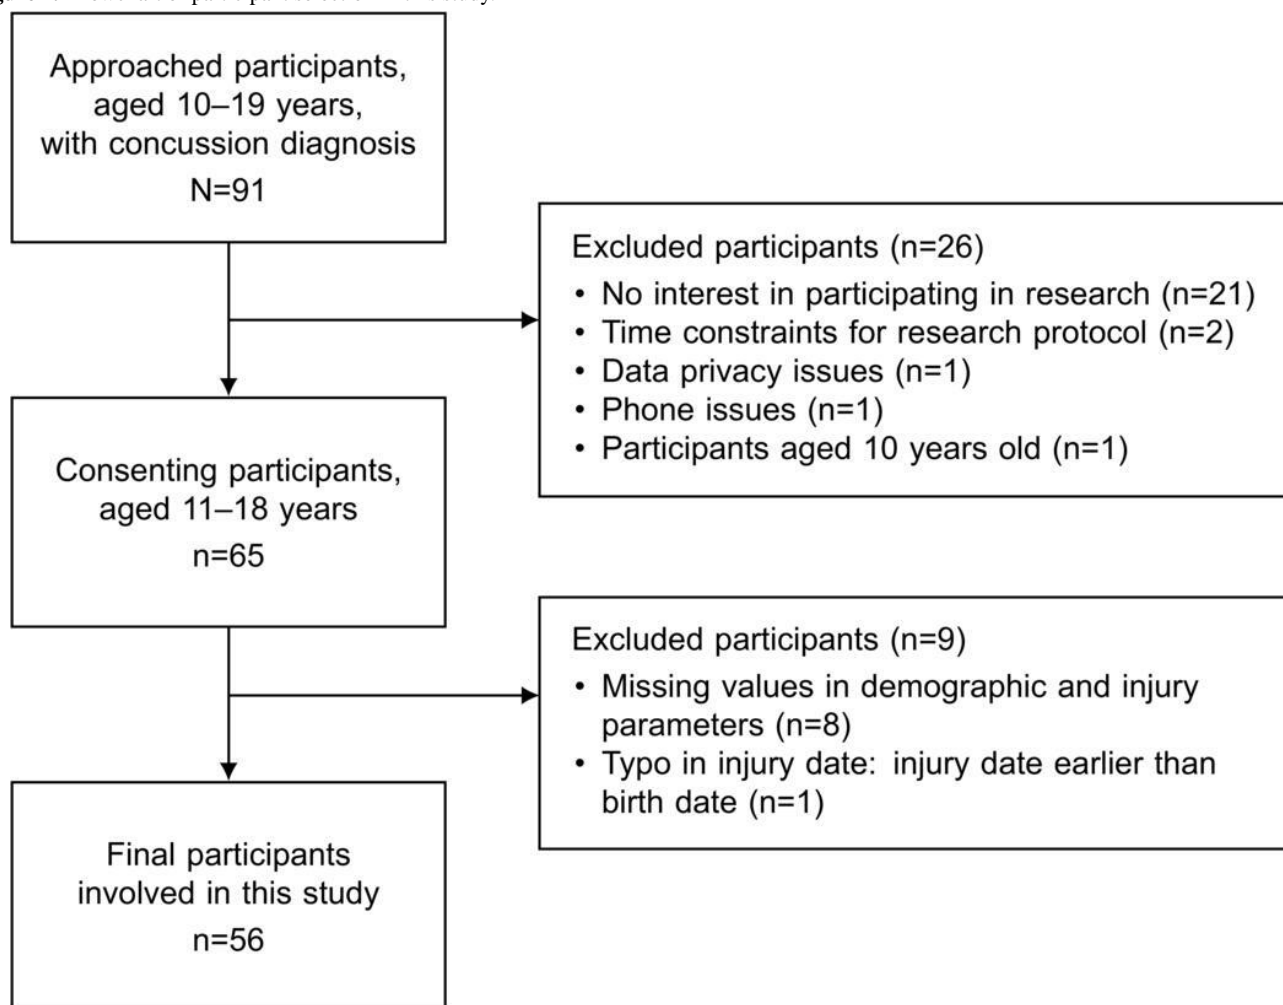 Approached participants,
aged 10–19 years,
with concussion diagnosis
N=91
Excluded participants (n=26)
• No interest in participating in research (n=21)
• Time constraints for research protocol (n=2)
• Data privacy issues (n=1)
• Phone issues (n=1)
• Participants aged 10 years old (n=1)
Consenting participants,
aged 11–18 years
n=65
Excluded participants (n=9)
• Missing values in demographic and injury
parameters (n=8)
• Typo in injury date: injury date earlier than
birth date (n=1)
Final participants
involved in this study
n=56